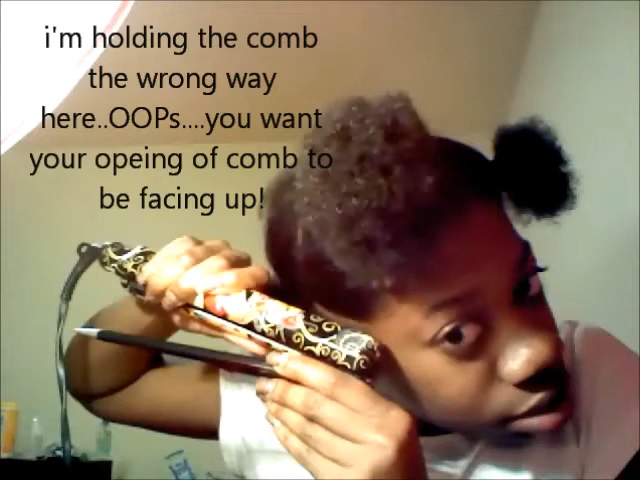 i'm holding the comb
the wrong way
here..OOPs....you want
your opeing of comb to
be facing up!